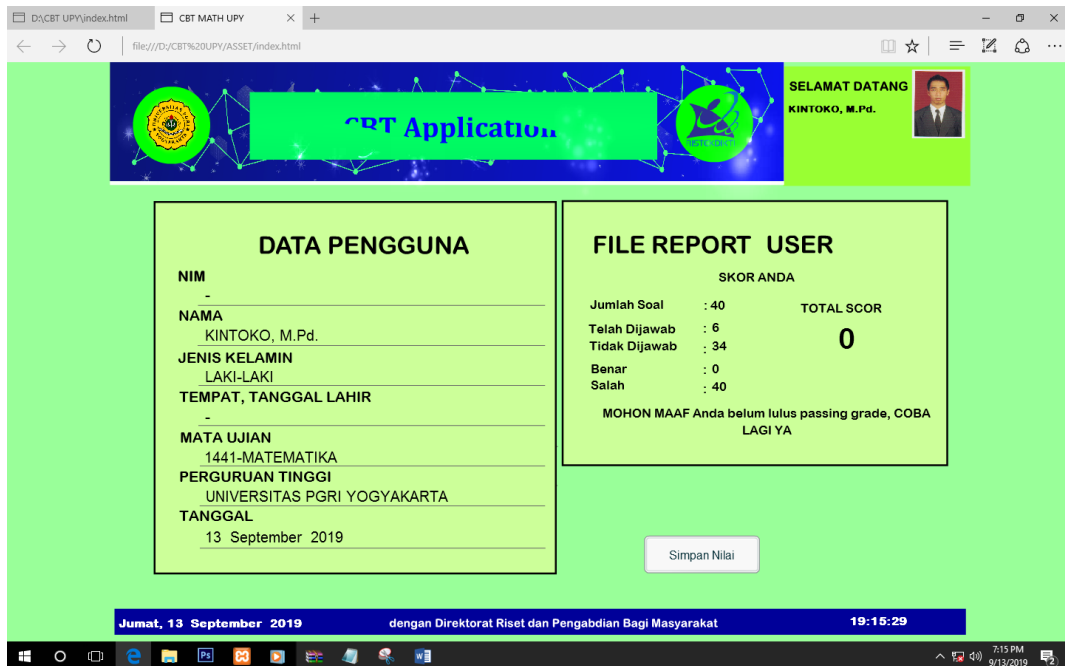 D:\CBT UPY\index.html
CBT MATH UPY
file:///D:/CBT%20UPY/ASSET/index.html
CBT Application
RISTEKDIKTI
SELAMAT DATANG
KINTOKO, M.Pd.
DATA PENGGUNA
NIM
-
NAMA
KINTOKO, M.Pd.
JENIS KELAMIN
LAKI-LAKI
TEMPAT, TANGGAL LAHIR
-
MATA UJIAN
1441-MATEMATIKA
PERGURUAN TINGGI
UNIVERSITAS PGRI YOGYAKARTA
TANGGAL
13 September 2019
FILE REPORT USER
SKOR ANDA
Jumlah Soal : 40
Telah Dijawab : 6
Tidak Dijawab : 34
Benar : 0
Salah : 40
TOTAL SCOR
0
MOHON MAAF Anda belum lulus passing grade, COBA
LAGI YA
Simpan Nilai
Jumat, 13 September 2019 dengan Direktorat Riset dan Pengabdian Bagi Masyarakat 19:15:29
7:15 PM
9/13/2019